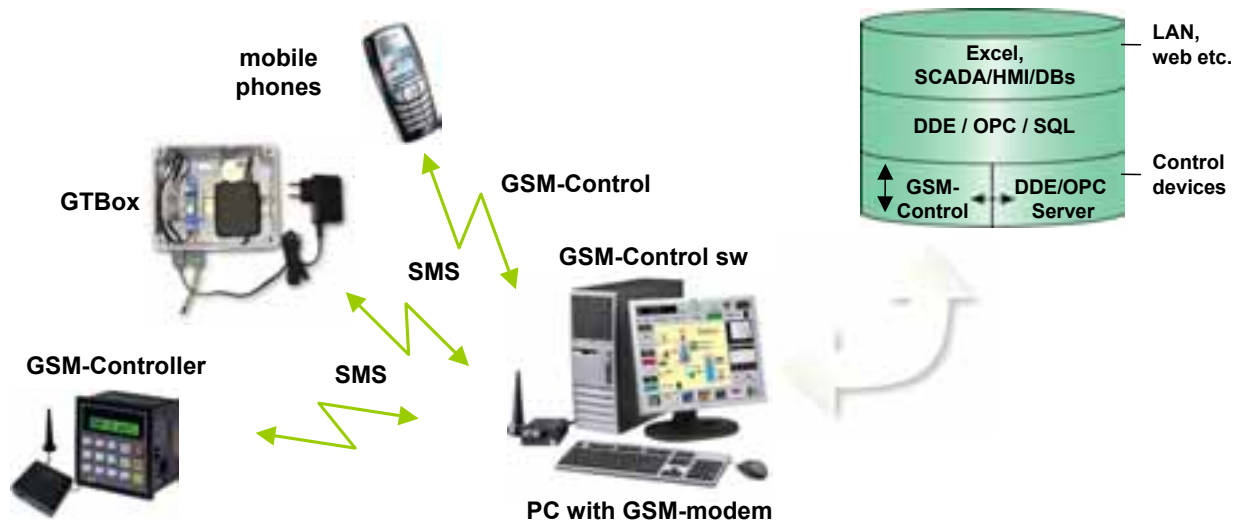 mobile
phones
GTBox
GSM-Control
SMS
GSM-Control sw
GSM-Controller
SMS
PC with GSM-modem
Excel,
SCADA/HMI/DBs
DDE / OPC / SQL
GSM-
Control
DDE/OPC
Server
LAN,
web etc.
Control
devices